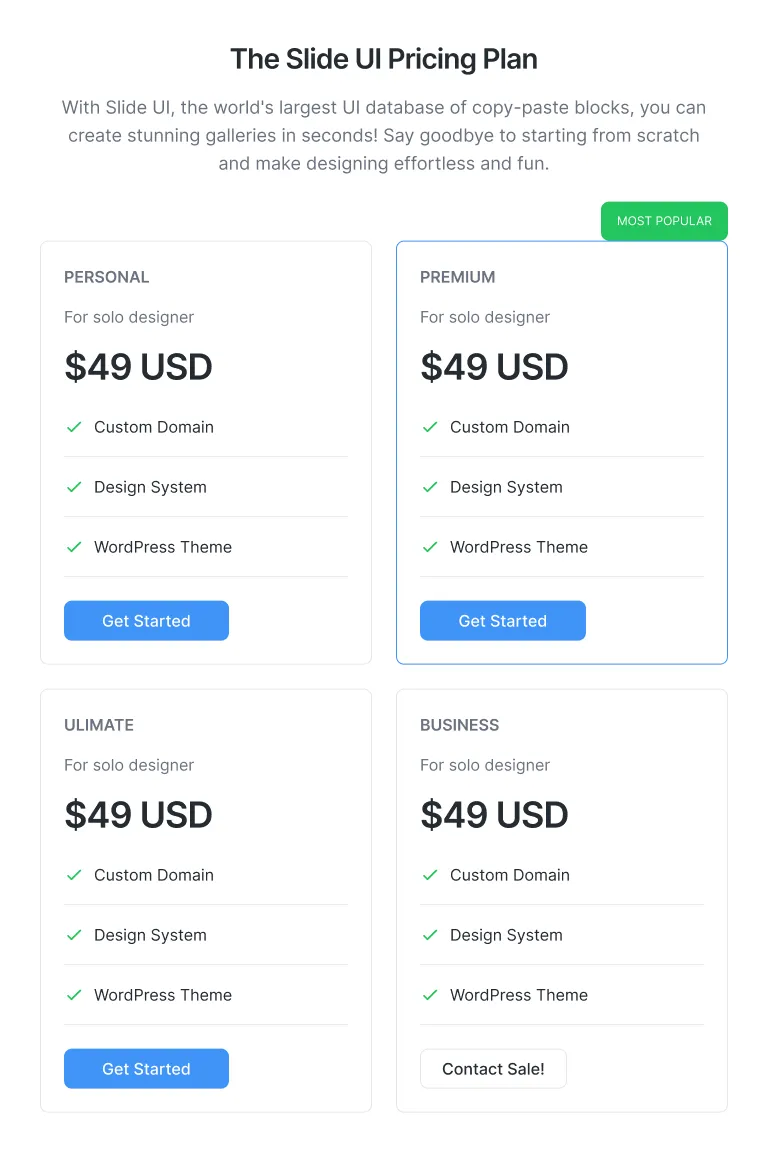 The Slide UI Pricing Plan
With Slide UI, the world's largest UI database of copy-paste blocks, you can
create stunning galleries in seconds! Say goodbye to starting from scratch
and make designing effortless and fun.
MOST POPULAR
PERSONAL
For solo designer
$49 USD
Custom Domain
Design System
WordPress Theme
Get Started
PREMIUM
For solo designer
$49 USD
Custom Domain
Design System
WordPress Theme
Get Started
ULIMATE
For solo designer
$49 USD
Custom Domain
Design System
WordPress Theme
Get Started
BUSINESS
For solo designer
$49 USD
Custom Domain
Design System
WordPress Theme
Contact Sale!